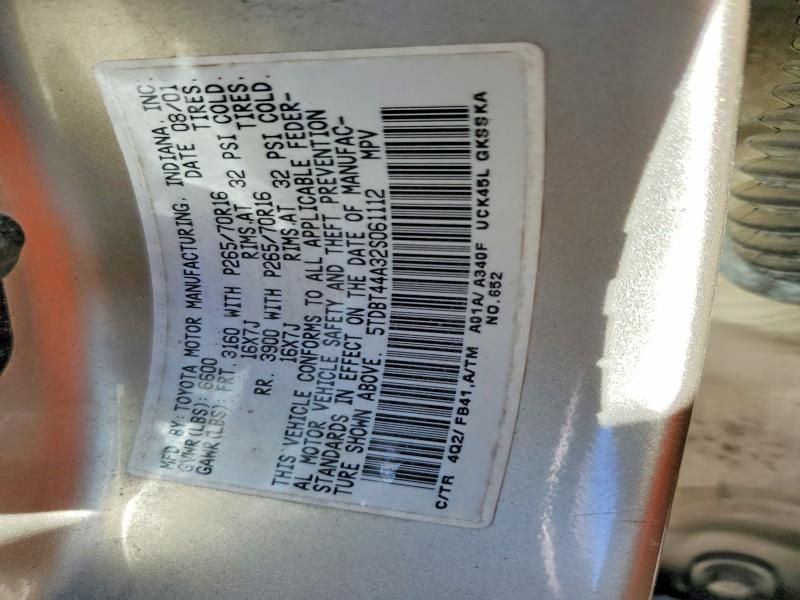 MFD BY: TOYOTA MOTOR MANUFACTURING, INDIANA, INC.
GVWR(LBS): 6600 DATE 08/01
GAWR(LBS): FRT. 3160 WITH P265/70R16 TIRES,
16X7J RIMS,AT 32 PSI COLD.
RR. 3900 WITH P265/70R16 TIRES,
16X7J RIMS,AT 32 PSI COLD.
THIS VEHICLE CONFORMS TO ALL APPLICABLE FEDER-
AL MOTOR VEHICLE SAFETY AND THEFT PREVENTION
STANDARDS IN EFFECT ON THE DATE OF MANUFAC-
TURE SHOWN ABOVE. 5TDBT44A32S061112 MPV
C/TR 4Q2/ FB41,A/TM A01A/ A340F UCK45L GKSSKA
NO.652